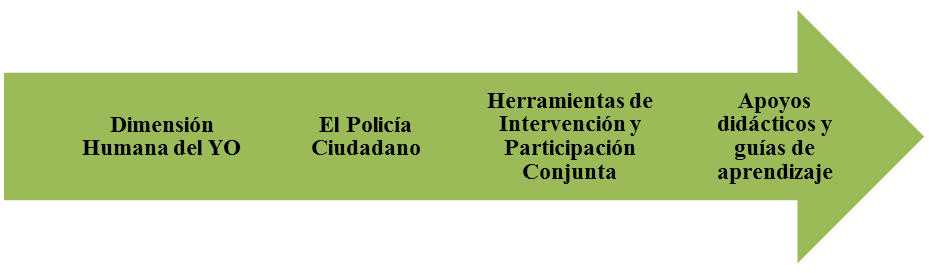 Dimensión
Humana del YO
El Policía
Ciudadano
Herramientas de
Intervención y
Participación
Conjunta
Apoyos
didácticos y
guías de
aprendizaje